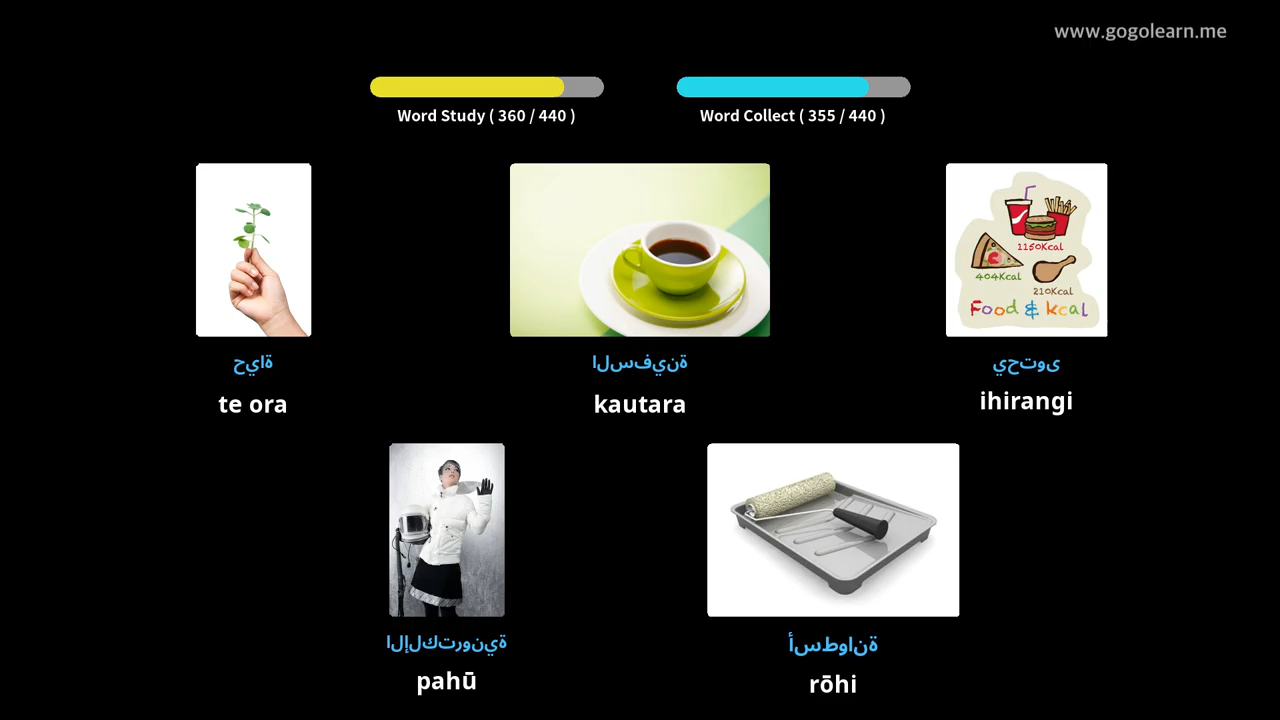 www.gogolearn.me
Word Study ( 360 / 440 )
Word Collect ( 355 / 440 )
Food & kcal
1150Kcal
404Kcal
210Kcal
حياة
te ora
السفينة
kautara
يحتوى
ihirangi
الإلكترونية
pahū
أسطوانة
rōhi